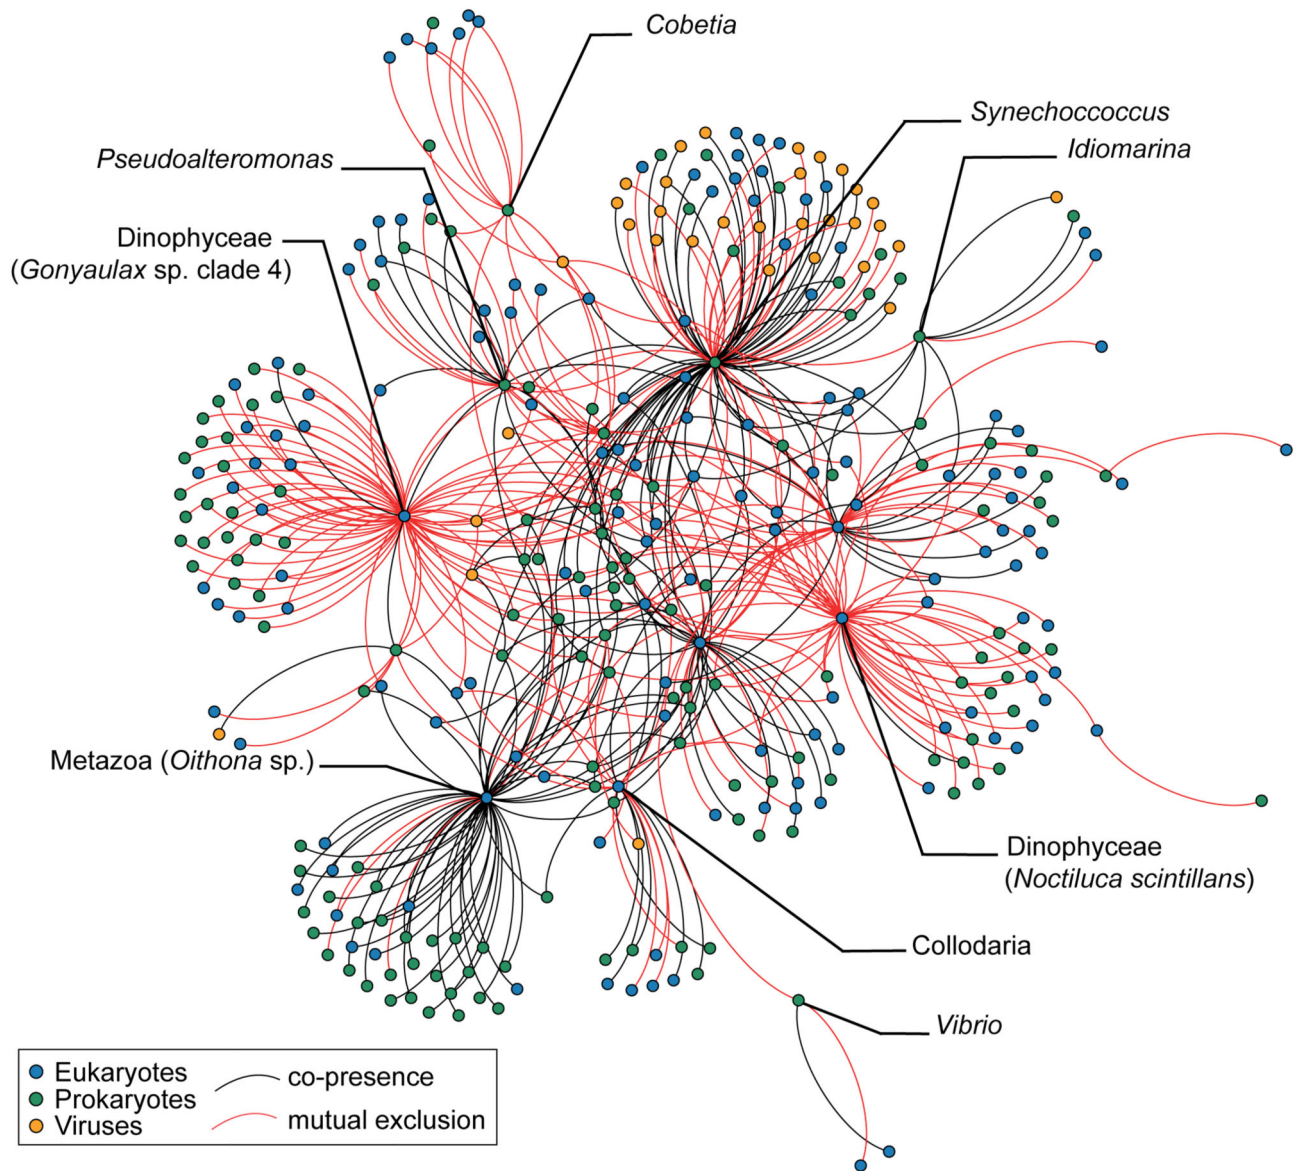 Cobetia
Synechoccoccus
Idiomarina
Pseudoalteromonas
Dinophyceae
(Gonyaulax sp. clade 4)
Metazoa (Oithona sp.)
Dinophyceae
(Noctiluca scintillans)
Collodaria
Vibrio
Eukaryotes
Prokaryotes
Viruses
co-presence
mutual exclusion